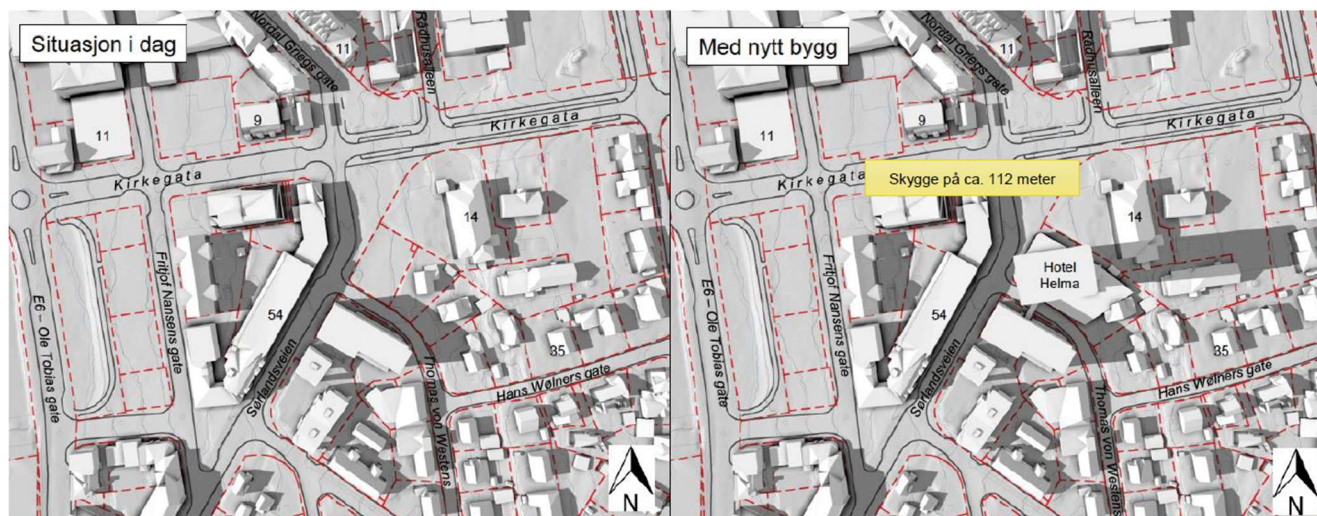 Situasjon i dag
Nordal Griegs gate
11
Rådhusalleen
9
11
Kirkegata
Kirkegata
14
Fritjof Nansens gate
E6 - Ole Tobias gate
54
Sørlandsveien
35
Hans Wølners gate
Thomas von Westens
N
Med nytt bygg
Nordal Griegs gate
11
Rådhusalleen
9
11
Kirkegata
Skygge på ca. 112 meter
Kirkegata
14
Hotel
Helma
Fritjof Nansens gate
E6 - Ole Tobias gate
54
Sørlandsveien
35
Hans Wølners gate
Thomas von Westens
N